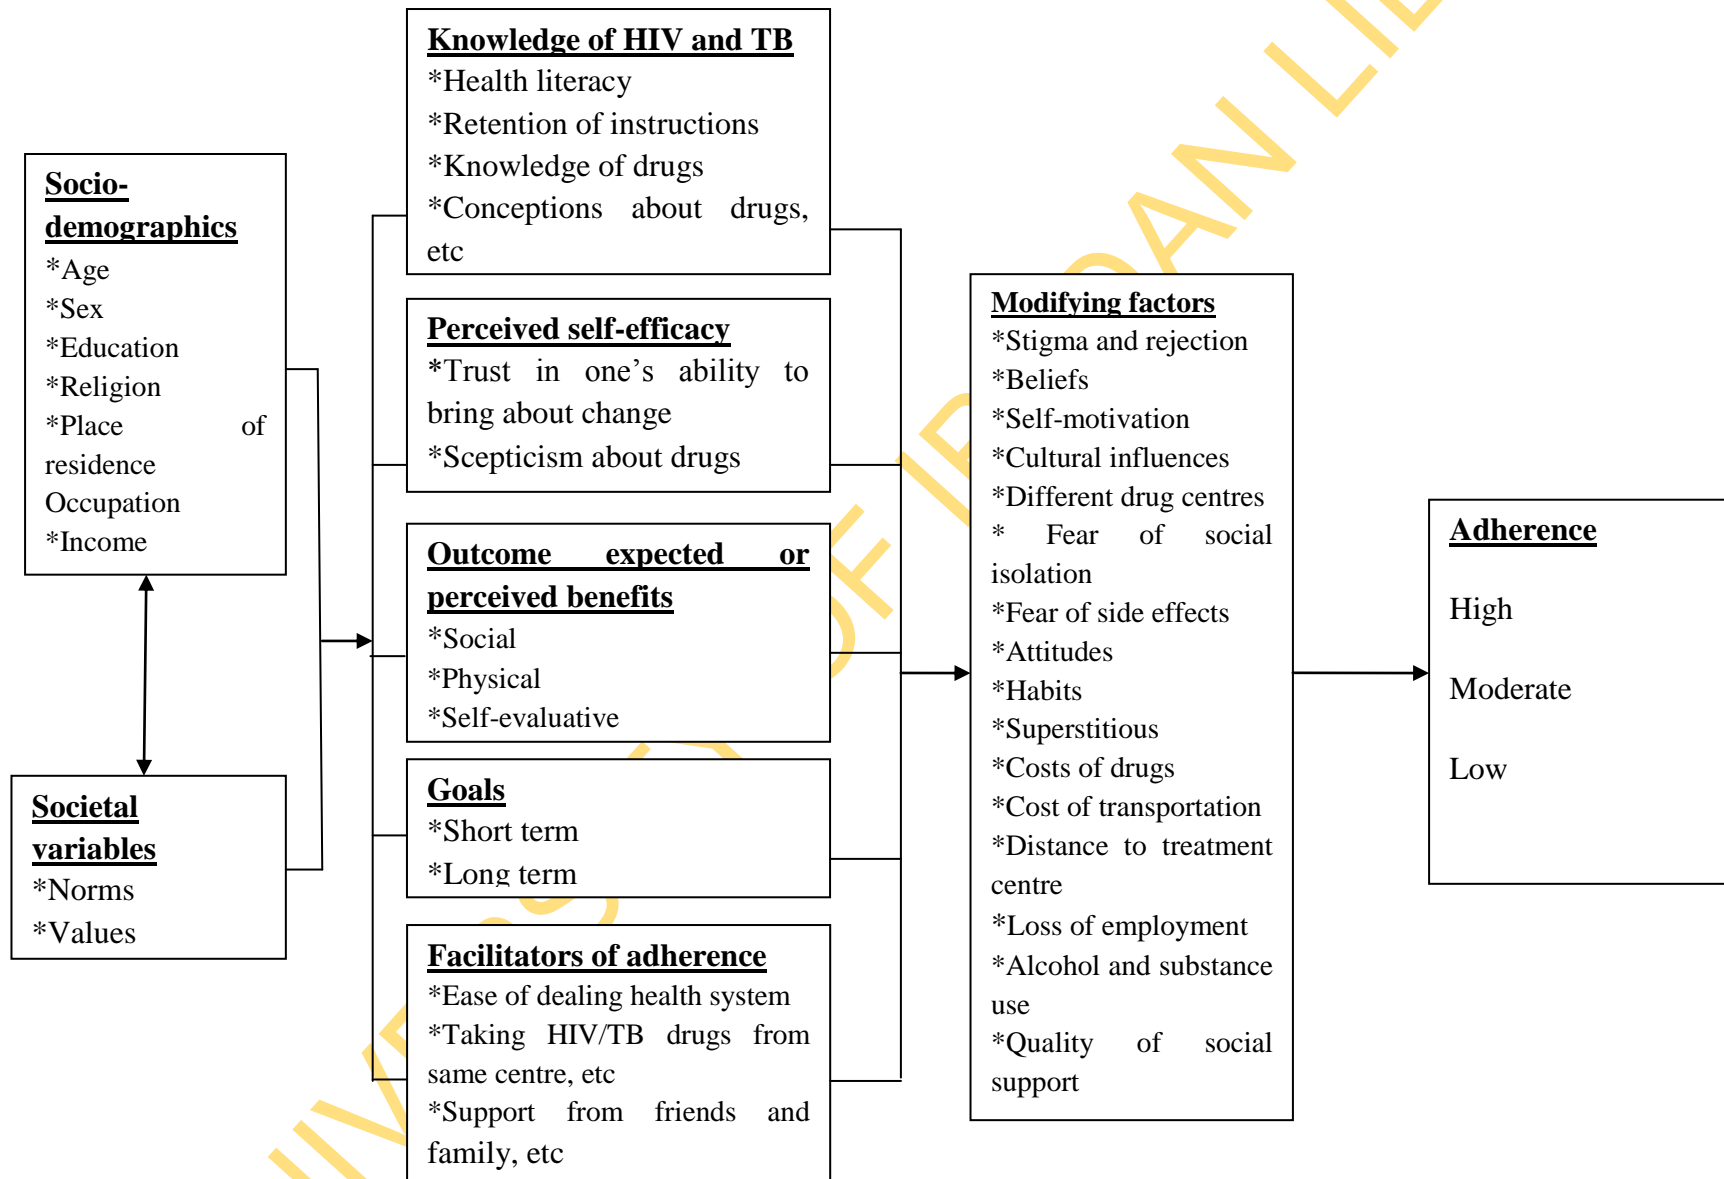 Socio-
demographics
*Age
*Sex
*Education
*Religion
*Place of
residence
Occupation
*Income
Societal
variables
*Norms
*Values
Knowledge of HIV and TB
*Health literacy
*Retention of instructions
*Knowledge of drugs
*Conceptions about drugs,
etc
Perceived self-efficacy
*Trust in one’s ability to
bring about change
*Scepticism about drugs
Outcome expected or
perceived benefits
*Social
*Physical
*Self-evaluative
Goals
*Short term
*Long term
Facilitators of adherence
*Ease of dealing health system
*Taking HIV/TB drugs from
same centre, etc
*Support from friends and
family, etc
Modifying factors
*Stigma and rejection
*Beliefs
*Self-motivation
*Cultural influences
*Different drug centres
* Fear of social
isolation
*Fear of side effects
*Attitudes
*Habits
*Superstitious
*Costs of drugs
*Cost of transportation
*Distance to treatment
centre
*Loss of employment
*Alcohol and substance
use
*Quality of social
support
Adherence
High
Moderate
Low